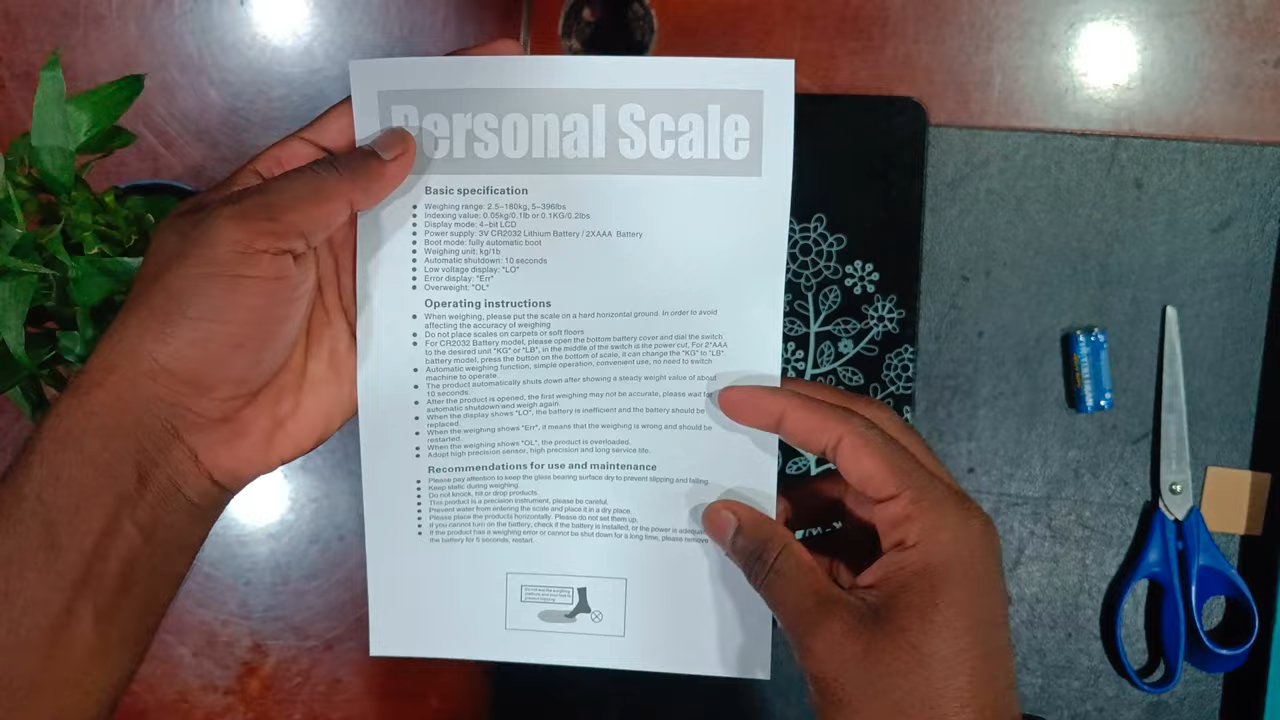 Personal Scale
Basic specification
Weighing range: 2.5–180kg, 5–396lbs
Indexing value: 0.05kg/0.1lb or 0.1KG/0.2lbs.
Display mode: 4–bit LCD
Power supply: 3V CR2032 Lithium Battery / 2XAAA Battery
Boot mode: fully automatic boot
Weighing unit: kg/1b
Automatic shutdown: 10 seconds
Low voltage display: "LO"
Error display: "Err"
Overweight: "OL"
Operating instructions
When weighing, please put the scale on a hard horizontal ground. In order to avoid
affecting the accuracy of weighing
Do not place scales on carpets or soft floors
For CR2032 Battery model, please open the bottom battery cover and dial the switch
to the desired unit "KG" or "LB", in the middle of the switch is the power cut, For 2*AAA
battery model, press the button on the bottom of scale, it can change the "KG" to "LB".
Automatic weighing function, simple operation, convenient use, no need to switch
machine to operate.
The product automatically shuts down after showing a steady weight value of about
10 seconds.
After the product is opened, the first weighing may not be accurate, please wait for
automatic shutdown and weigh again.
When the display shows "LO", the battery is inefficient and the battery should be
replaced.
When the weighing shows "Err", it means that the weighing is wrong and should be
restarted.
When the weighing shows "OL", the product is overloaded.
Adopt high precision sensor, high precision and long service life.
Recommendations for use and maintenance
Please pay attention to keep the glass bearing surface dry to prevent slipping and falling.
Keep static during weighing.
Do not knock, hit or drop products.
This product is a precision instrument, please be careful.
Prevent water from entering the scale and place it in a dry place.
Please place the products horizontally. Please do not set them up.
If you cannot turn on the battery, check if the battery is installed, or the power is adequate
If the product has a weighing error or cannot be shut down for a long time, please remove
the battery for 5 seconds, restart.
Do not wet the weighing
platform and your feet to
prevent slipping